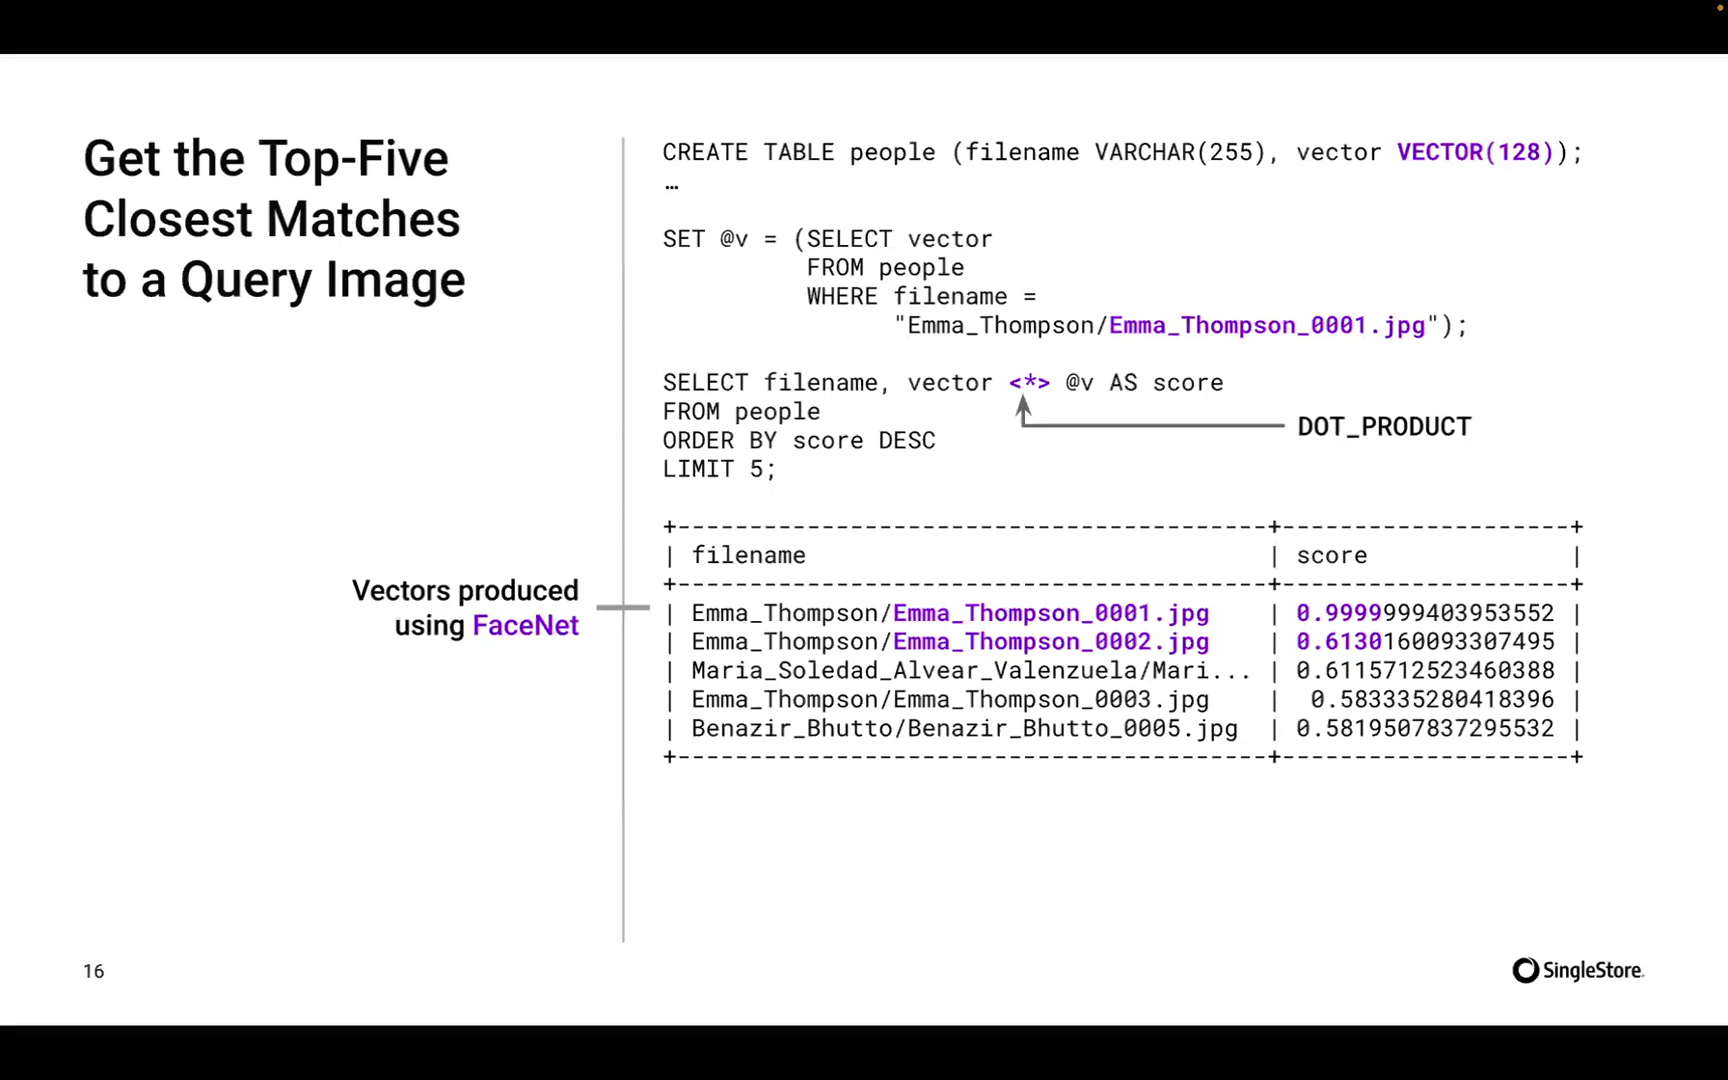 Get the Top-Five
Closest Matches
to a Query Image
CREATE TABLE people (filename VARCHAR(255), vector VECTOR(128));
…
SET @v = (SELECT vector
FROM people
WHERE filename =
"Emma_Thompson/Emma_Thompson_0001.jpg");
SELECT filename, vector <*> @v AS score
FROM people
ORDER BY score DESC
LIMIT 5;
DOT_PRODUCT
Vectors produced
using FaceNet
+-----------------------------------------+--------------------+
| filename | score |
+-----------------------------------------+--------------------+
| Emma_Thompson/Emma_Thompson_0001.jpg | 0.9999999403953552 |
| Emma_Thompson/Emma_Thompson_0002.jpg | 0.6130160093307495 |
| Maria_Soledad_Alvear_Valenzuela/Mari... | 0.6115712523460388 |
| Emma_Thompson/Emma_Thompson_0003.jpg | 0.583335280418396 |
| Benazir_Bhutto/Benazir_Bhutto_0005.jpg | 0.5819507837295532 |
+-----------------------------------------+--------------------+
16
SingleStore